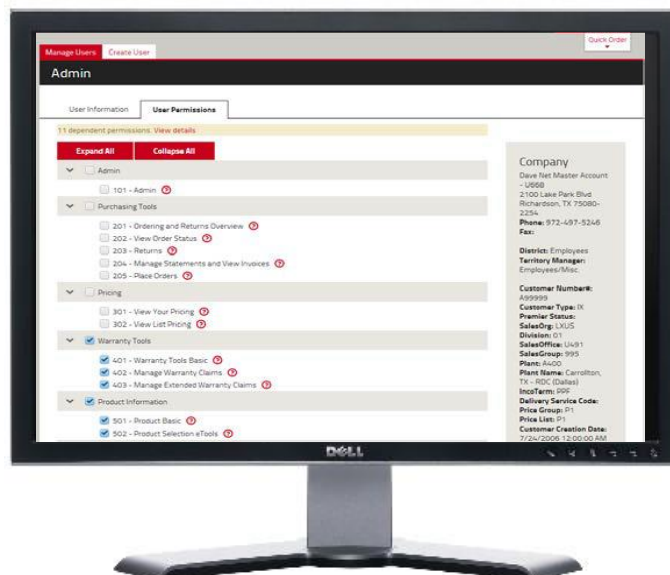 Quick Order
Manage Users Create User
Admin
User Information User Permissions
11 dependent permissions. View details
Expand All Collapse All
Admin
101 - Admin
Purchasing Tools
201 - Ordering and Returns Overview
202 - View Order Status
203 - Returns
204 - Manage Statements and View Invoices
205 - Place Orders
Pricing
301 - View Your Pricing
302 - View List Pricing
Warranty Tools
401 - Warranty Tools Basic
402 - Manage Warranty Claims
403 - Manage Extended Warranty Claims
Product Information
501 - Product Basic
502 - Product Selection eTools
Company
Dave Net Master Account
- U668
2100 Lake Park Blvd
Richardson, TX 75080-
2254
Phone: 972-497-5246
Fax:
District: Employees
Territory Manager:
Employees/Misc.
Customer Number#:
A99999
Customer Type: IX
Premier Status:
SalesOrg: LXUS
Division: 01
SalesOffice: U491
SalesGroup: 995
Plant: A400
Plant Name: Carrollton,
TX - RDC (Dallas)
IncoTerm: PPF
Delivery Service Code:
Price Group: P1
Price List: P1
Customer Creation Date:
7/24/2006 12:00:00 AM
DELL